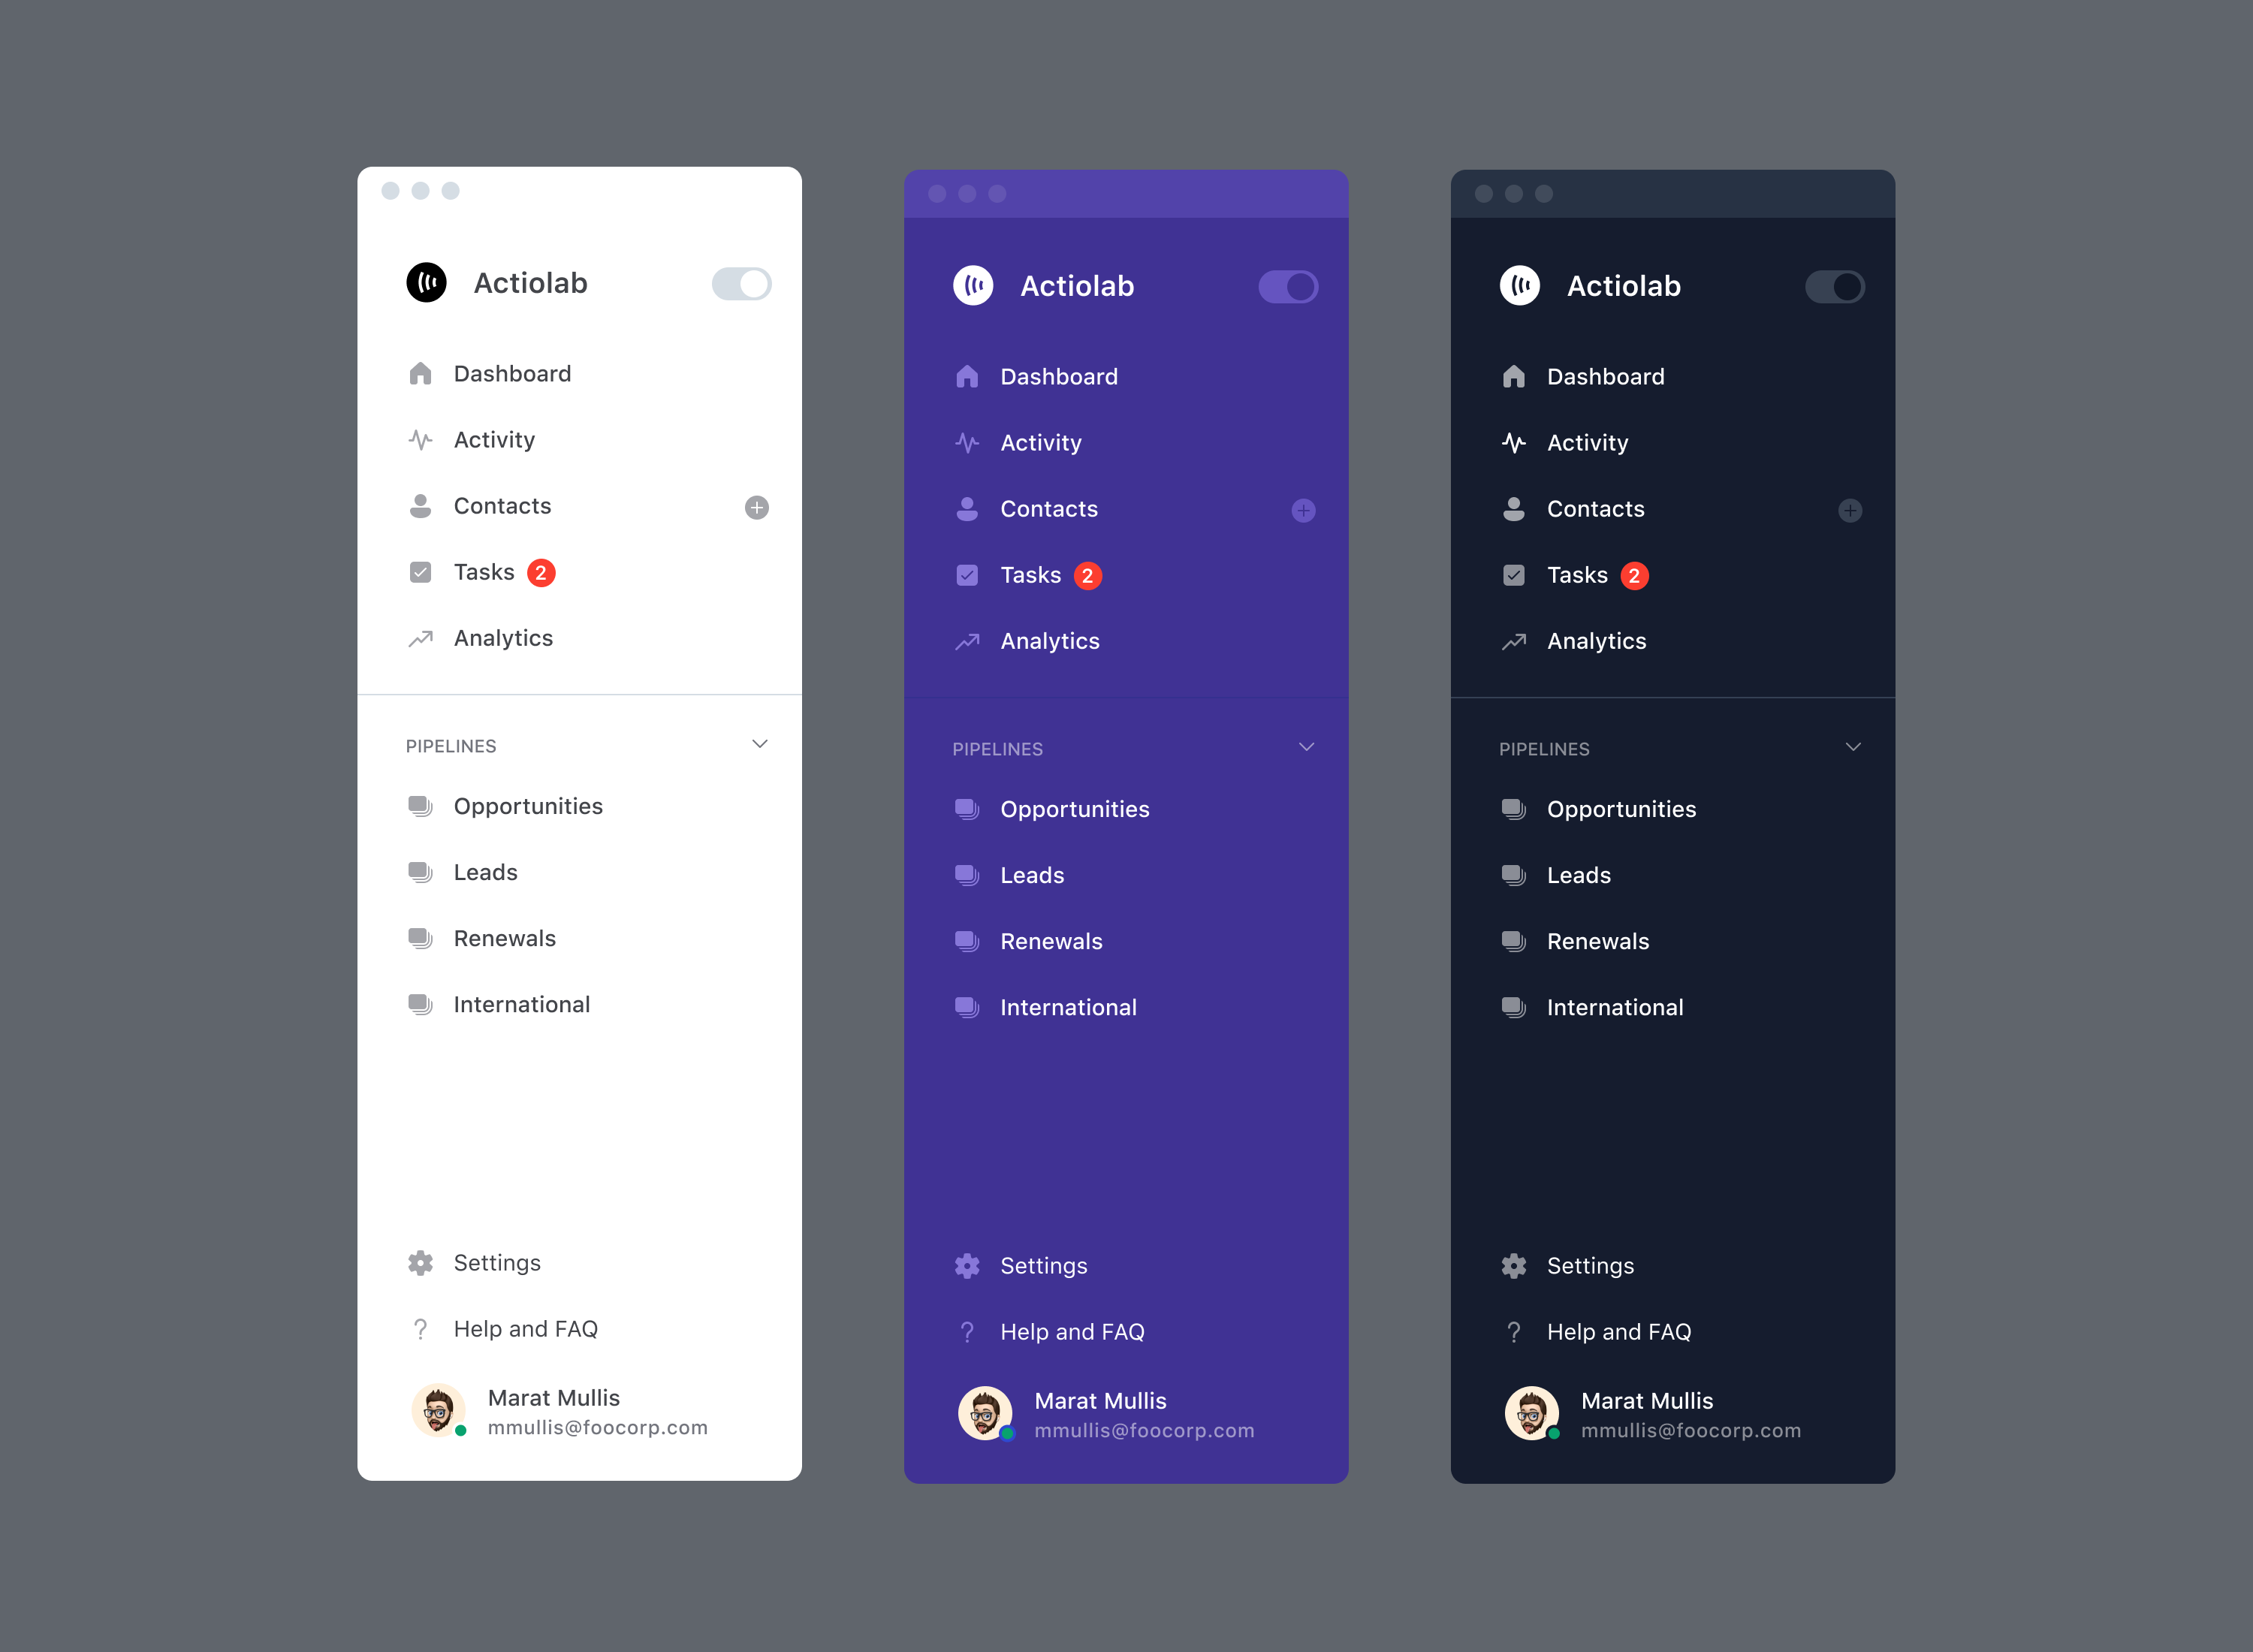 Actiolab
Dashboard
Activity
Contacts
Tasks 2
Analytics
PIPELINES
Opportunities
Leads
Renewals
International
Settings
Help and FAQ
Marat Mullis
mmullis@foocorp.com
Actiolab
Dashboard
Activity
Contacts
Tasks 2
Analytics
PIPELINES
Opportunities
Leads
Renewals
International
Settings
Help and FAQ
Marat Mullis
mmullis@foocorp.com
Actiolab
Dashboard
Activity
Contacts
Tasks 2
Analytics
PIPELINES
Opportunities
Leads
Renewals
International
Settings
Help and FAQ
Marat Mullis
mmullis@foocorp.com